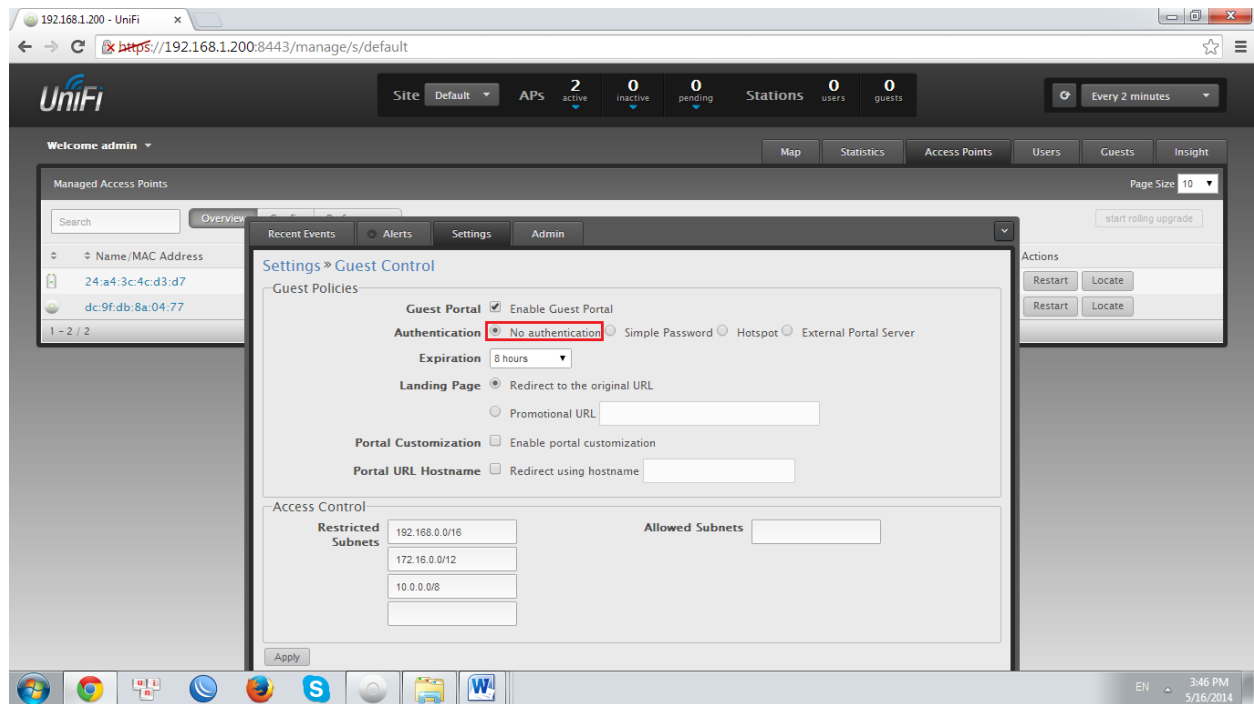 192.168.1.200 - UniFi
https://192.168.1.200:8443/manage/s/default
UniFi
Site Default APs 2 active 0 inactive 0 pending Stations 0 users 0 guests
Every 2 minutes
Welcome admin
Map Statistics Access Points Users Guests Insight
Managed Access Points
Page Size 10
Search
Overview
start rolling upgrade
Recent Events Alerts Settings Admin
Name/MAC Address
Actions
24:a4:3c:4c:d3:d7
Restart Locate
dc:9f:db:8a:04:77
Restart Locate
1 - 2 / 2
Settings » Guest Control
Guest Policies
Guest Portal Enable Guest Portal
Authentication No authentication Simple Password Hotspot External Portal Server
Expiration 8 hours
Landing Page Redirect to the original URL
Promotional URL
Portal Customization Enable portal customization
Portal URL Hostname Redirect using hostname
Access Control
Restricted Subnets 192.168.0.0/16
Allowed Subnets
172.16.0.0/12
10.0.0.0/8
Apply
EN
3:46 PM
5/16/2014